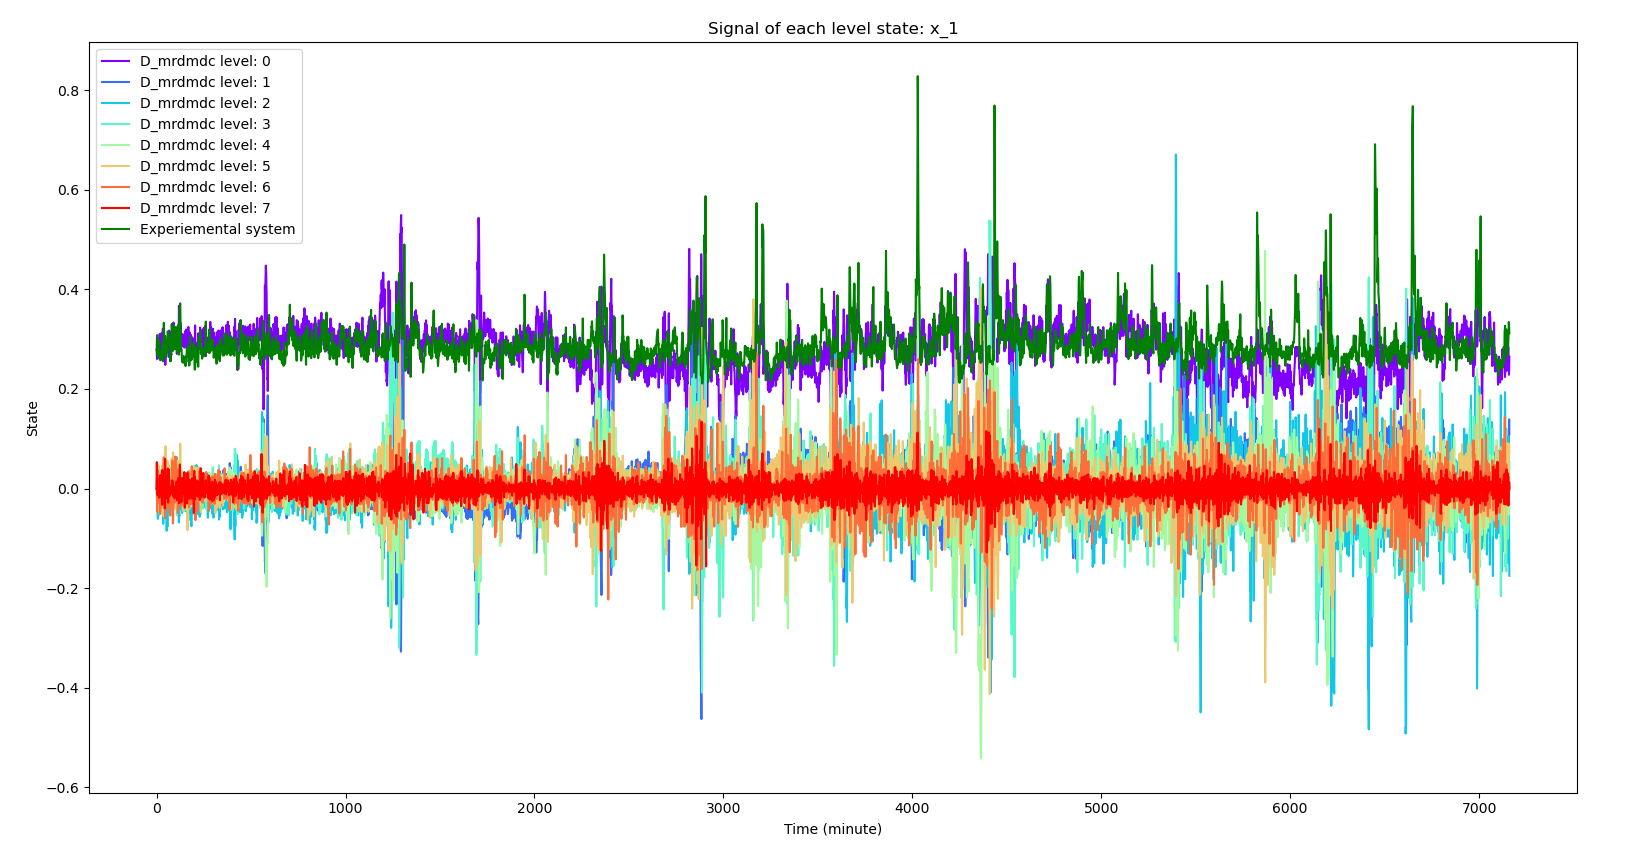 Signal of each level state: x_1
D_mrdmdc level: 0
D_mrdmdc level: 1
D_mrdmdc level: 2
D_mrdmdc level: 3
D_mrdmdc level: 4
D_mrdmdc level: 5
D_mrdmdc level: 6
D_mrdmdc level: 7
Experiemental system
State
0.8
0.6
0.4
0.2
0.0
−0.2
−0.4
−0.6
0 1000 2000 3000 4000 5000 6000 7000
Time (minute)